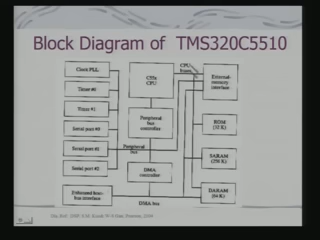 Block Diagram of TMS320C5510
Clock PLL
Timer #0
Timer #1
Serial port #0
Serial port #1
Serial port #2
Enhanced host-
bus interface
C55x
CPU
CPU
buses
Peripheral
bus
controller
Peripheral
bus
DMA
controller
DMA bus
External-
memory
interface
ROM
(32 K)
SARAM
(256 K)
DARAM
(64 K)